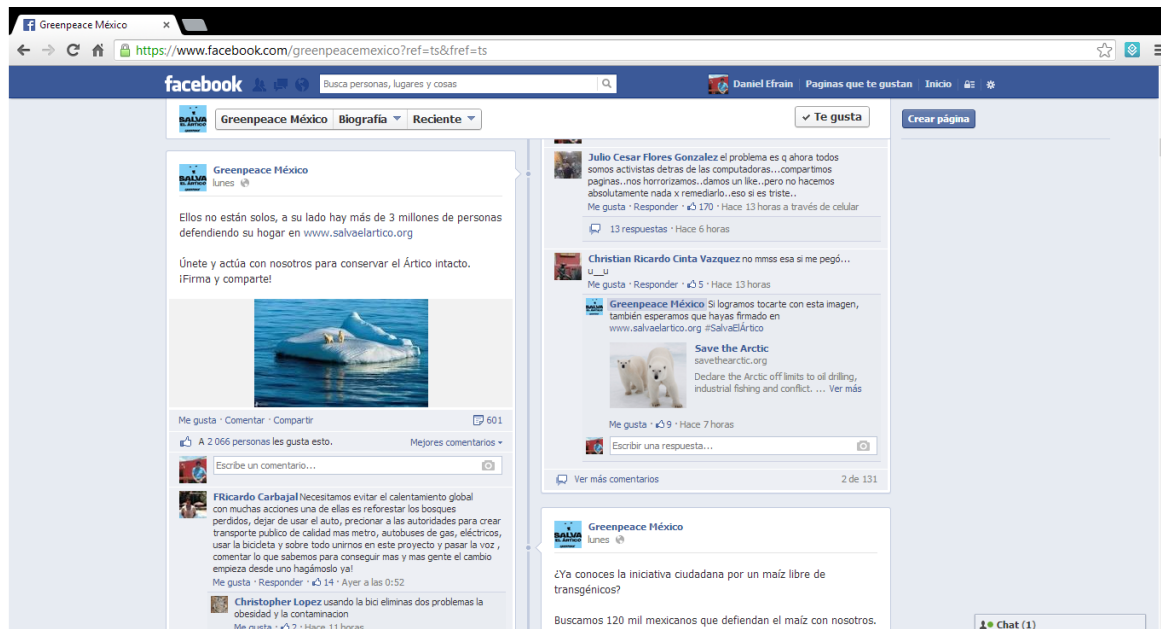 Greenpeace México
https://www.facebook.com/greenpeacemexico?ref=ts&fref=ts
facebook
Busca personas, lugares y cosas
Daniel Efrain
Paginas que te gustan
Inicio
Greenpeace México
Biografía
Reciente
Te gusta
Crear página
Greenpeace México
lunes
Ellos no están solos, a su lado hay más de 3 millones de personas
defendiendo su hogar en www.salvaelartico.org
Únete y actúa con nosotros para conservar el Ártico intacto.
¡Firma y comparte!
Me gusta · Comentar · Compartir
601
A 2 066 personas les gusta esto.
Mejores comentarios
Escribe un comentario...
FRicardo Carbajal Necesitamos evitar el calentamiento global
con muchas acciones una de ellas es reforestar los bosques
perdidos, dejar de usar el auto, precionar a las autoridades para crear
transporte publico de calidad mas metro, autobuses de gas, eléctricos,
usar la bicideta y sobre todo unirnos en este proyecto y pasar la voz ,
comentar lo que sabemos para conseguir mas y mas gente el cambio
empieza desde uno hagámoslo ya!
Me gusta · Responder · 14 · Ayer a las 0:52
Christopher Lopez usando la bici eliminas dos problemas la
obesidad y la contaminacion
Me gusta · 2 · Hace 11 horas
Julio Cesar Flores Gonzalez el problema es q ahora todos
somos activistas detras de las computadoras...compartimos
paginas..nos horrorizamos..damos un like..pero no hacemos
absolutamente nada x remediarlo..eso si es triste..
Me gusta · Responder · 170 · Hace 13 horas a través de celular
13 respuestas · Hace 6 horas
Christian Ricardo Cinta Vazquez no mmss esa si me pegó...
u__u
Me gusta · Responder · 5 · Hace 13 horas
Greenpeace México Si logramos tocarte con esta imagen,
también esperamos que hayas firmado en
www.salvaelartico.org #SalvaElÁrtico
Save the Arctic
savethearctic.org
Declare the Arctic off limits to oil drilling,
industrial fishing and conflict. ... Ver más
Me gusta · 9 · Hace 7 horas
Escribir una respuesta...
Ver más comentarios
2 de 131
Greenpeace México
lunes
¿Ya conoces la iniciativa ciudadana por un maíz libre de
transgénicos?
Buscamos 120 mil mexicanos que defiendan el maíz con nosotros.
Chat (1)